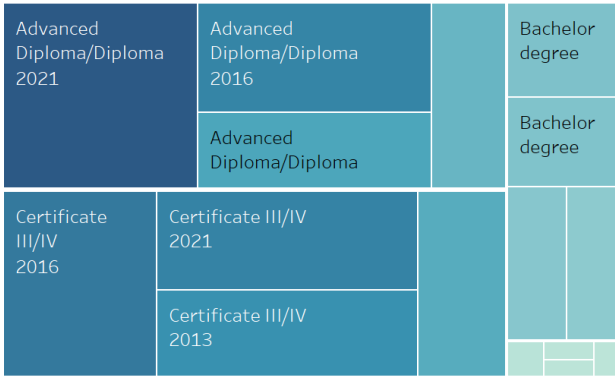 Advanced
Diploma/Diploma
2021
Advanced
Diploma/Diploma
2016
Advanced
Diploma/Diploma
Bachelor
degree
Bachelor
degree
Certificate
III/IV
2016
Certificate III/IV
2021
Certificate III/IV
2013